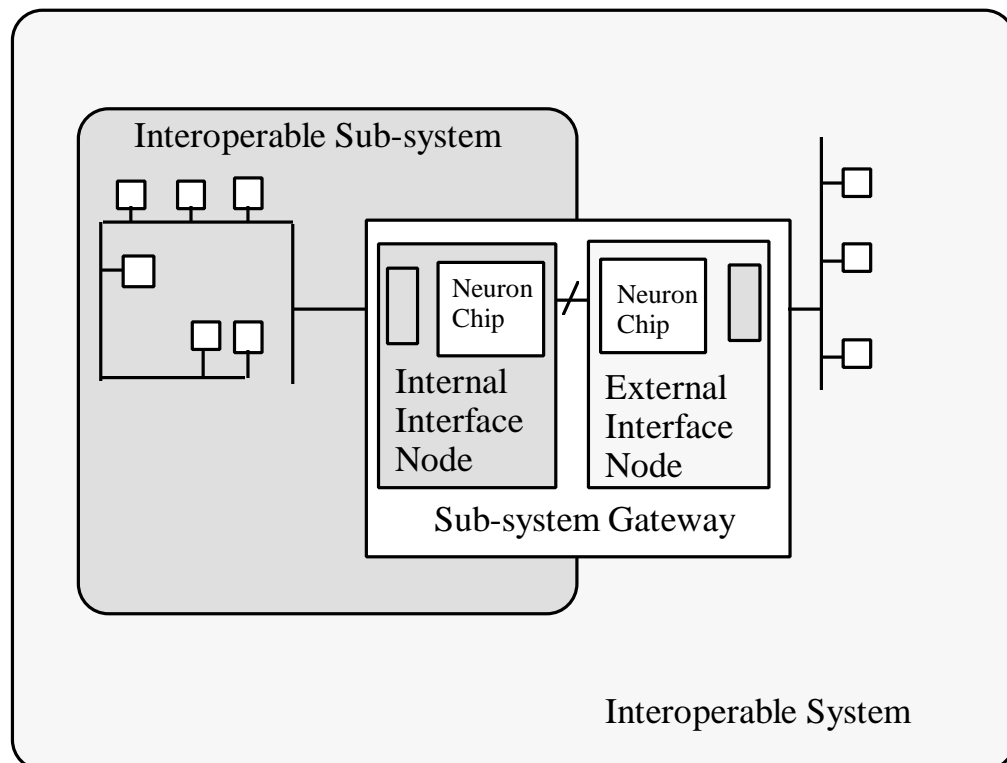 Interoperable Sub-system
Neuron
Chip
Internal
Interface
Node
Neuron
Chip
External
Interface
Node
Sub-system Gateway
Interoperable System